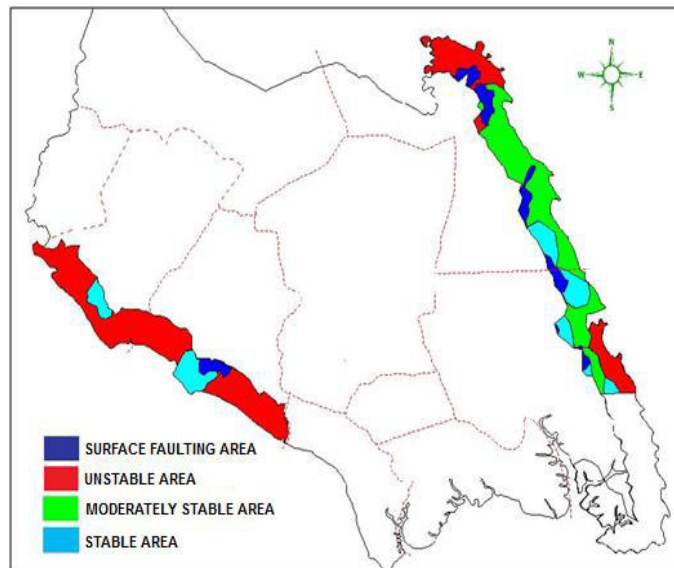 N
W E
S
SURFACE FAULTING AREA
UNSTABLE AREA
MODERATELY STABLE AREA
STABLE AREA